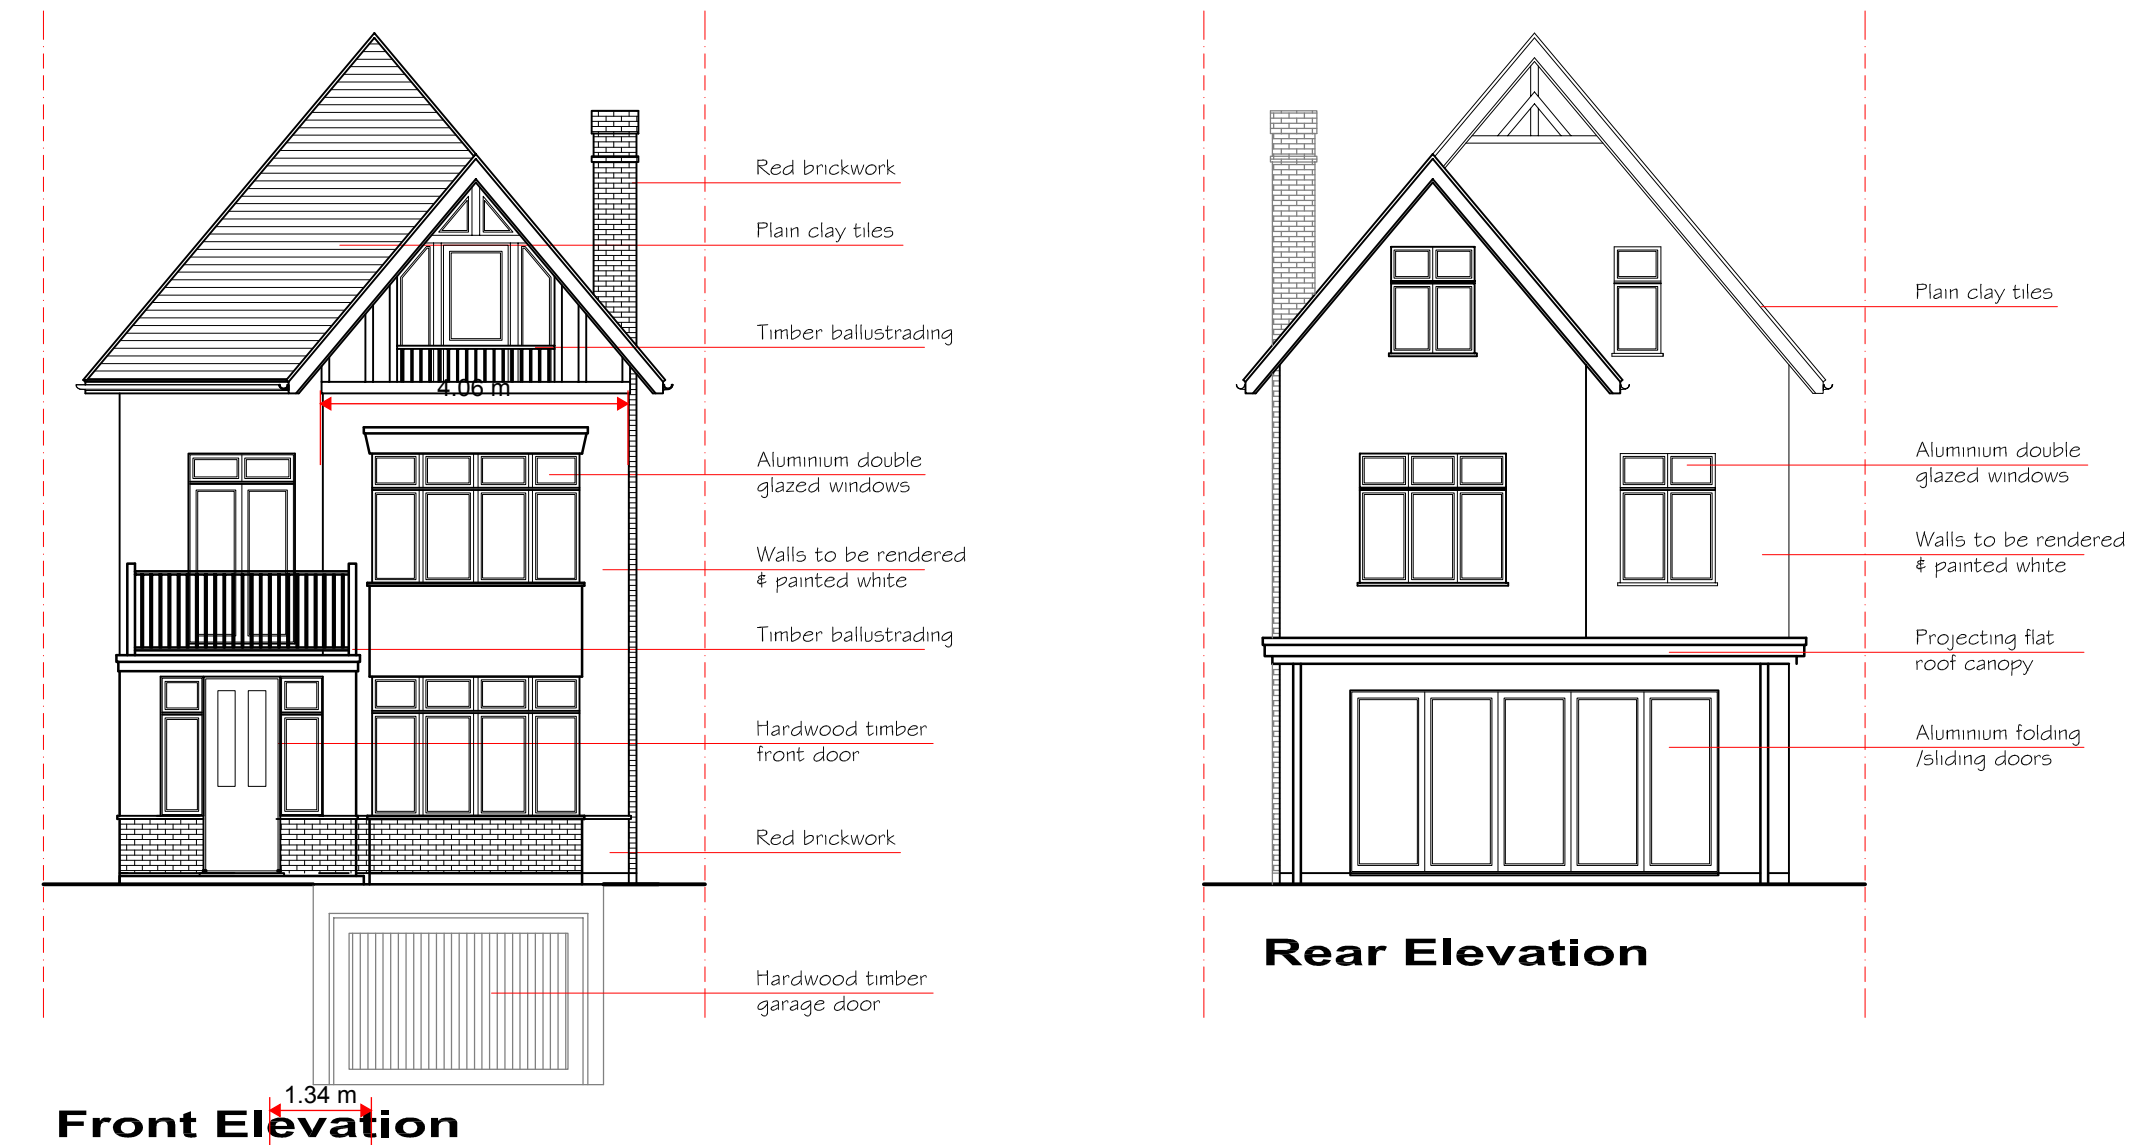 Red brickwork
Plain clay tiles
Timber ballustrading
4.06 m
Aluminium double
glazed windows
Walls to be rendered
& painted white
Timber ballustrading
Hardwood timber
front door
Red brickwork
Hardwood timber
garage door
1.34 m
Front Elevation
Plain clay tiles
Aluminium double
glazed windows
Walls to be rendered
& painted white
Projecting flat
roof canopy
Aluminium folding
/sliding doors
Rear Elevation